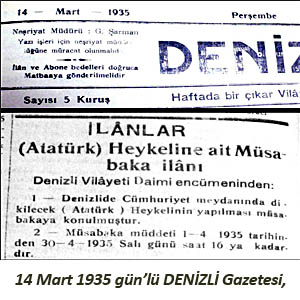 14 — Mart — 1935 Perşembe
Neşriyat Müdürü : G. Şarman
Yazı işleri için neşriyat müdür
lüğüne müracaat olunmalıdır
İlân ve Abone bedelleri doğruca
Matbaaya gönderilmelidir
DENİZLİ
Sayısı 5 Kuruş
Haftada bir çıkar Vilâ
İLÂNLAR
(Atatürk) Heykeline ait Müsa-
baka ilânı
Denizli Vilâyeti Daimi encümeninden:
1 — Denizlide Cümhuriyet meydanında di-
kilecek ( Atatürk ) Heykelinin yapılması müsa-
bakaya konulmuştur.
2 — Müsabaka müddeti 1-4 1935 tarihin-
den 30-4-1935 Salı günü saat 16 ya kadar-
dır.
14 Mart 1935 gün'lü DENİZLİ Gazetesi,